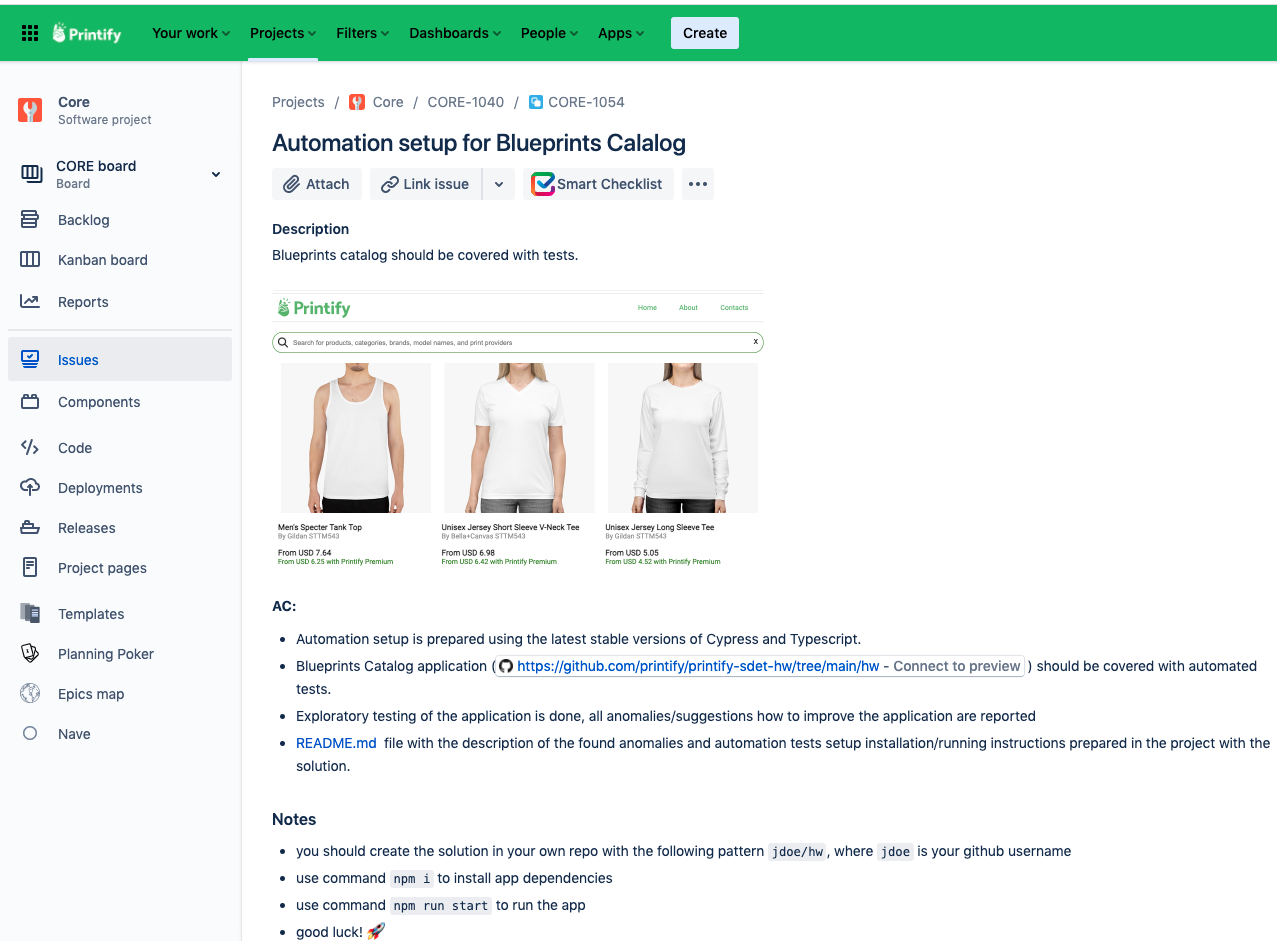 Printify Your work Projects Filters Dashboards People Apps Create
Core
Software project
CORE board
Board
Backlog
Kanban board
Reports
Issues
Components
Code
Deployments
Releases
Project pages
Templates
Planning Poker
Epics map
Nave
Projects / Core / CORE-1040 / CORE-1054
Automation setup for Blueprints Calalog
Attach Link issue Smart Checklist
Description
Blueprints catalog should be covered with tests.
Printify Home About Contacts
Search for products, categories, brands, model names, and print providers x
Men's Specter Tank Top
By Gildan STTM543
From USD 7.64
From USD 6.25 with Printify Premium
Unisex Jersey Short Sleeve V-Neck Tee
By Bella+Canvas STTM543
From USD 6.98
From USD 6.42 with Printify Premium
Unisex Jersey Long Sleeve Tee
By Gildan STTM543
From USD 5.05
From USD 4.52 with Printify Premium
AC:
• Automation setup is prepared using the latest stable versions of Cypress and Typescript.
• Blueprints Catalog application ( https://github.com/printify/printify-sdet-hw/tree/main/hw - Connect to preview ) should be covered with automated
tests.
• Exploratory testing of the application is done, all anomalies/suggestions how to improve the application are reported
• README.md file with the description of the found anomalies and automation tests setup installation/running instructions prepared in the project with the
solution.
Notes
• you should create the solution in your own repo with the following pattern jdoe/hw, where jdoe is your github username
• use command npm i to install app dependencies
• use command npm run start to run the app
• good luck! 🚀